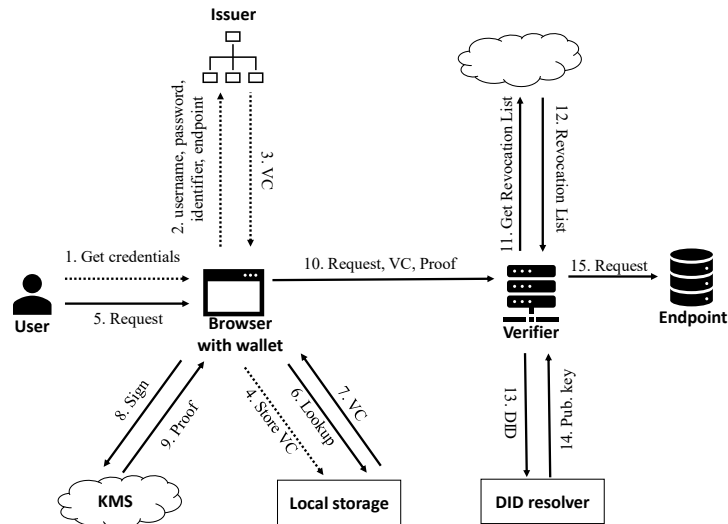 Issuer
2. username, password,
identifier, endpoint
3. VC
11. Get Revocation List
12. Revocation List
1. Get credentials
10. Request, VC, Proof
15. Request
5. Request
User
Browser
with wallet
Verifier
Endpoint
8. Sign
9. Proof
4. Store VC
6. Lookup
7. VC
13. DID
14. Pub. key
KMS
Local storage
DID resolver